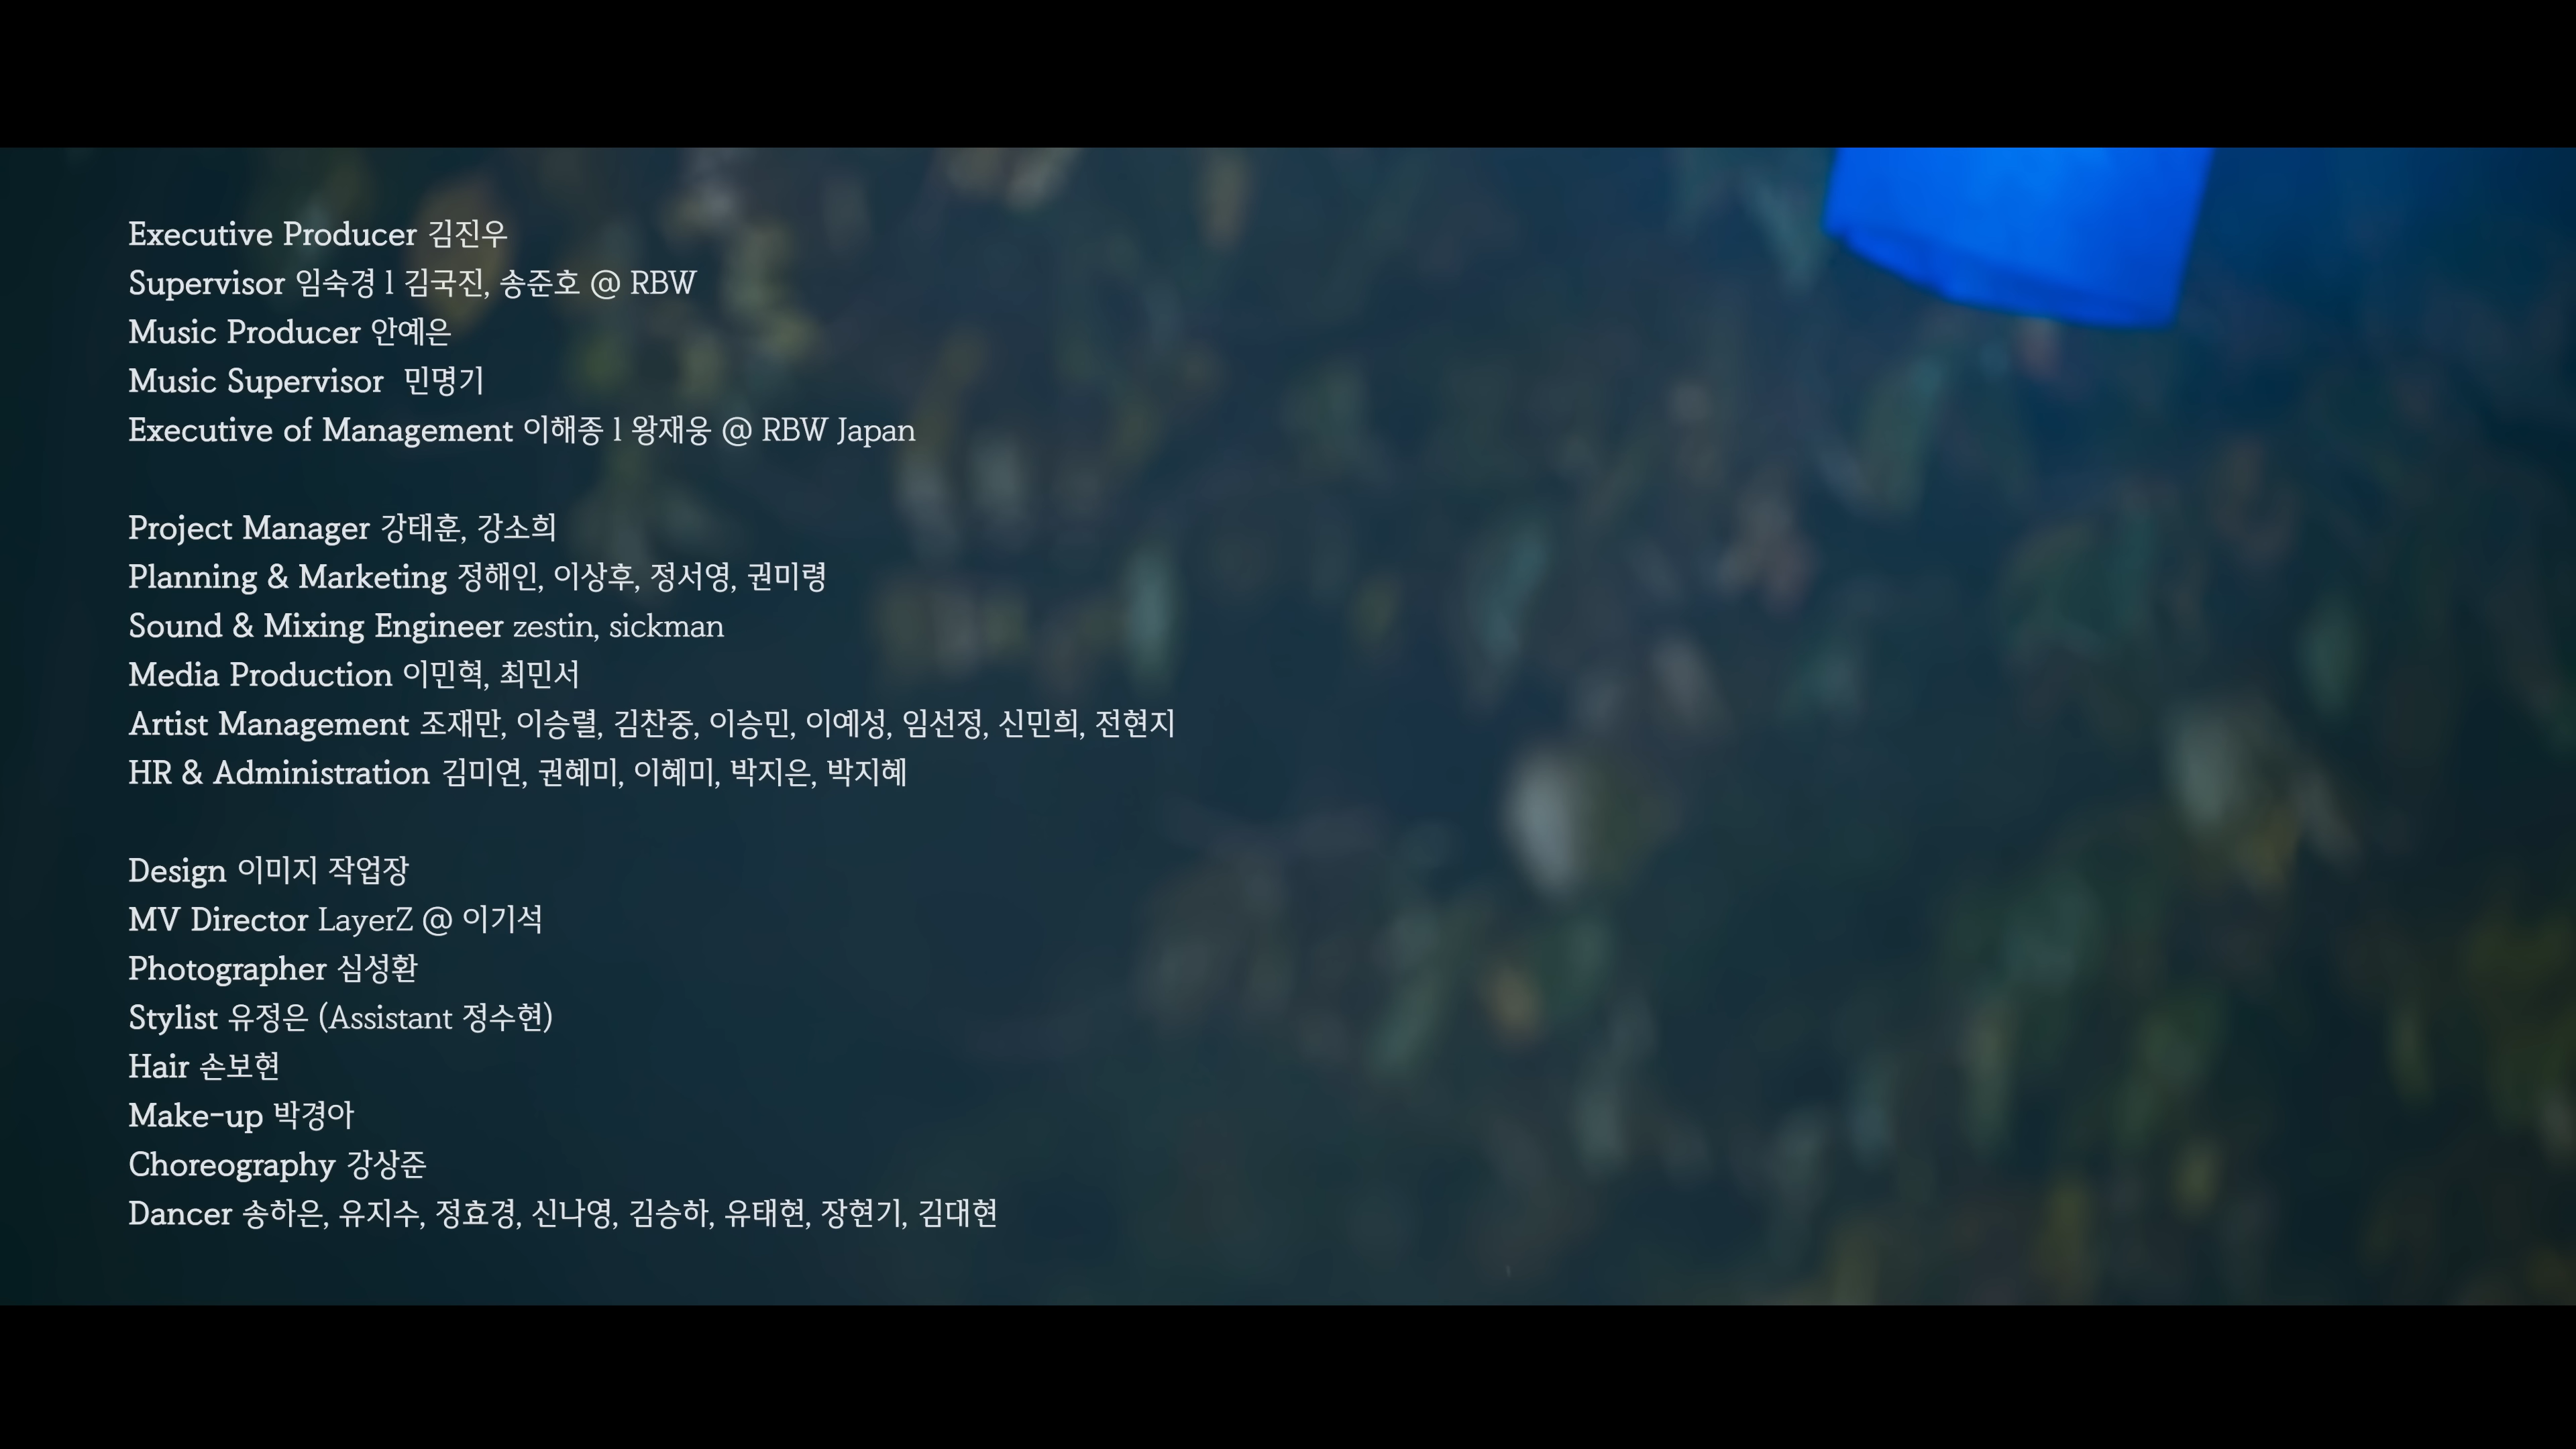 Executive Producer 김진우
Supervisor 임숙경 l 김국진, 송준호 @ RBW
Music Producer 안예은
Music Supervisor 민명기
Executive of Management 이해종 l 왕재웅 @ RBW Japan
Project Manager 강태훈, 강소희
Planning & Marketing 정해인, 이상후, 정서영, 권미령
Sound & Mixing Engineer zestin, sickman
Media Production 이민혁, 최민서
Artist Management 조재만, 이승렬, 김찬중, 이승민, 이예성, 임선정, 신민희, 전현지
HR & Administration 김미연, 권혜미, 이혜미, 박지은, 박지혜
Design 이미지 작업장
MV Director LayerZ @ 이기석
Photographer 심성환
Stylist 유정은 (Assistant 정수현)
Hair 손보현
Make-up 박경아
Choreography 강상준
Dancer 송하은, 유지수, 정효경, 신나영, 김승하, 유태현, 장현기, 김대현